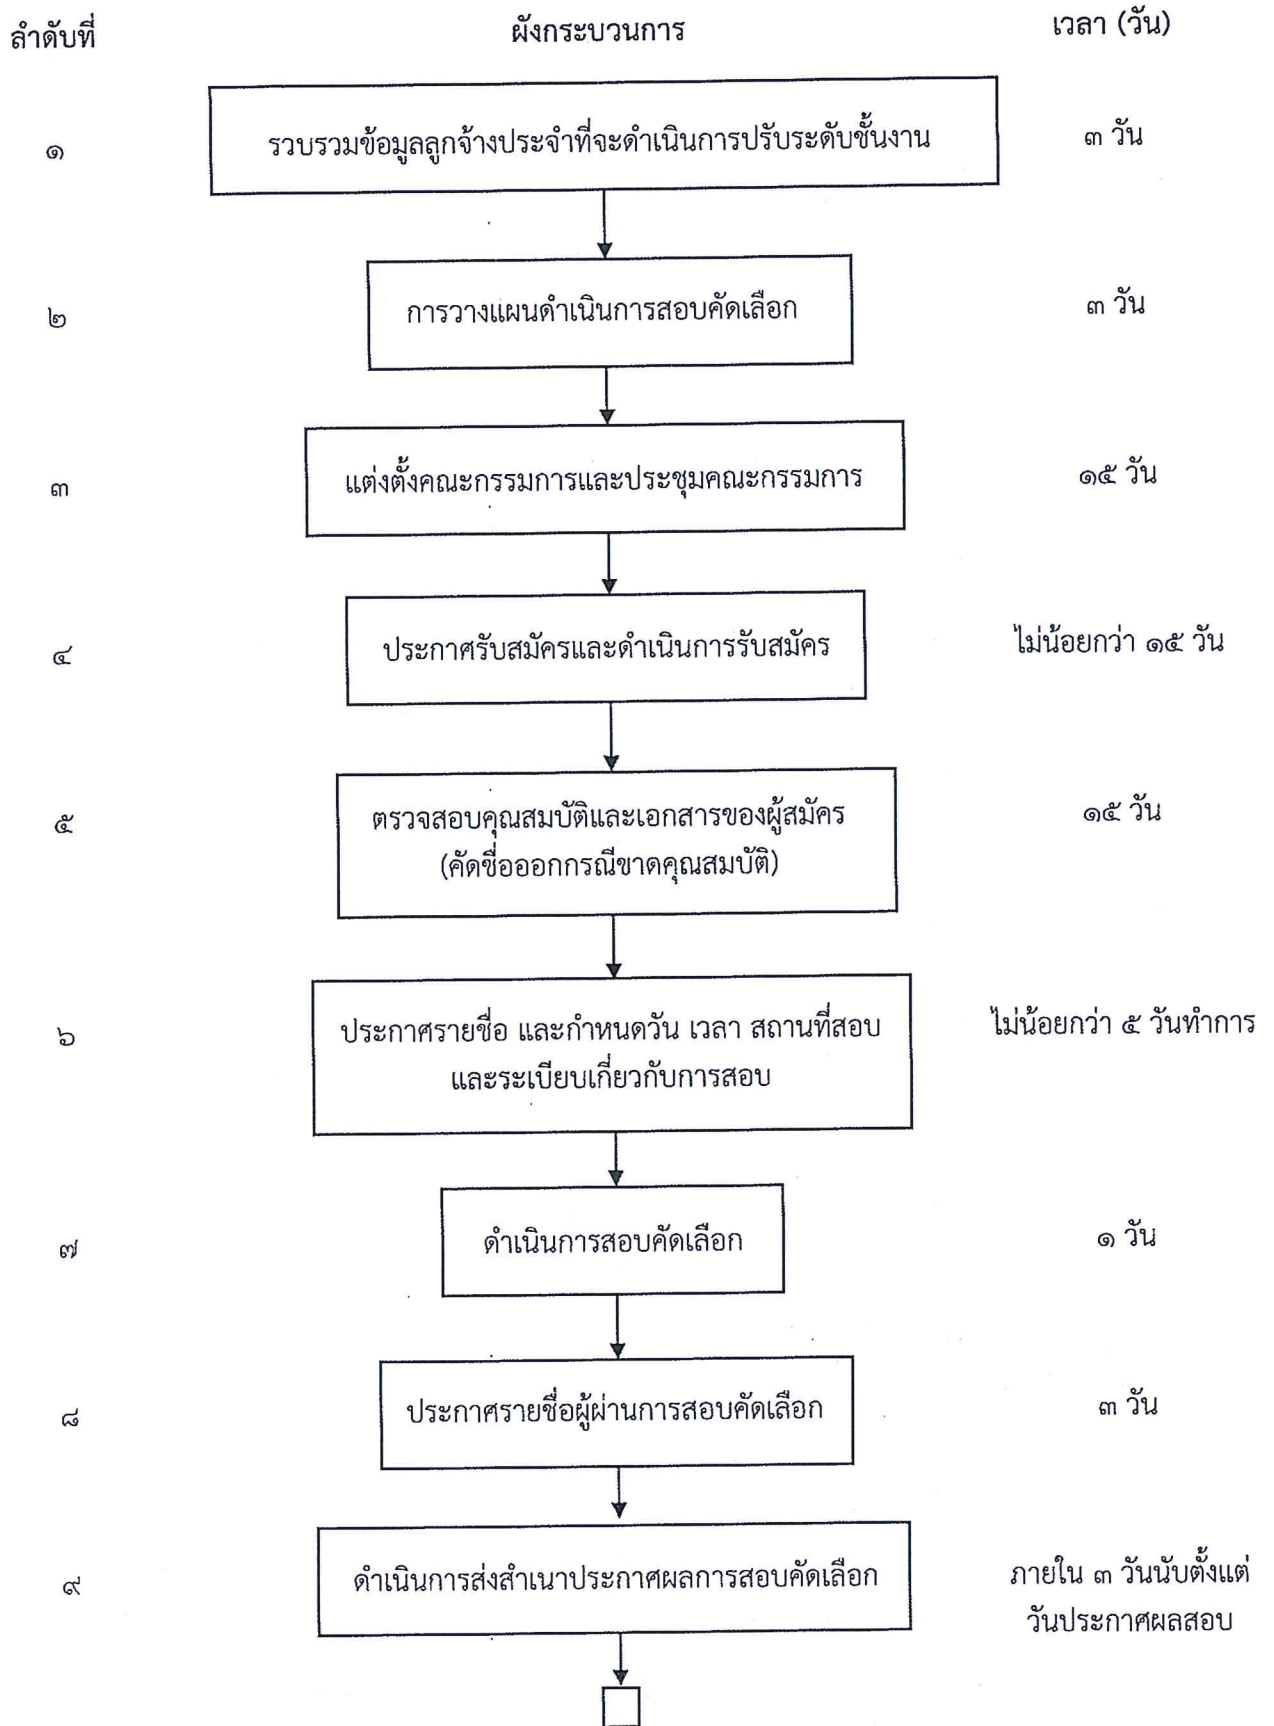 ลำดับที่ ผังกระบวนการ เวลา (วัน)
๑ รวบรวมข้อมูลลูกจ้างประจำที่จะดำเนินการปรับระดับชั้นงาน ๓ วัน
๒ การวางแผนดำเนินการสอบคัดเลือก ๓ วัน
๓ แต่งตั้งคณะกรรมการและประชุมคณะกรรมการ ๑๕ วัน
๔ ประกาศรับสมัครและดำเนินการรับสมัคร ไม่น้อยกว่า ๑๕ วัน
๕ ตรวจสอบคุณสมบัติและเอกสารของผู้สมัคร ๑๕ วัน
(คัดชื่อออกกรณีขาดคุณสมบัติ)
๖ ประกาศรายชื่อ และกำหนดวัน เวลา สถานที่สอบ ไม่น้อยกว่า ๕ วันทำการ
และระเบียบเกี่ยวกับการสอบ
๗ ดำเนินการสอบคัดเลือก ๑ วัน
๘ ประกาศรายชื่อผู้ผ่านการสอบคัดเลือก ๓ วัน
๙ ดำเนินการส่งสำเนาประกาศผลการสอบคัดเลือก ภายใน ๓ วันนับตั้งแต่
วันประกาศผลสอบ